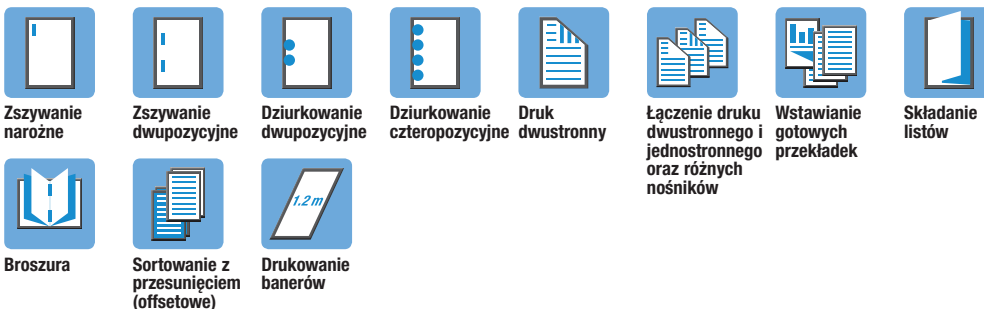 Zszywanie
narożne
Zszywanie
dwupozycyjne
Dziurkowanie
dwupozycyjne
Dziurkowanie
czteropozycyjne
Druk
dwustronny
Łączenie druku
dwustronnego i
jednostronnego
oraz różnych
nośników
Wstawianie
gotowych
przekładek
Składanie
listów
1.2 m
Broszura
Sortowanie z
przesunięciem
(offsetowe)
Drukowanie
banerów